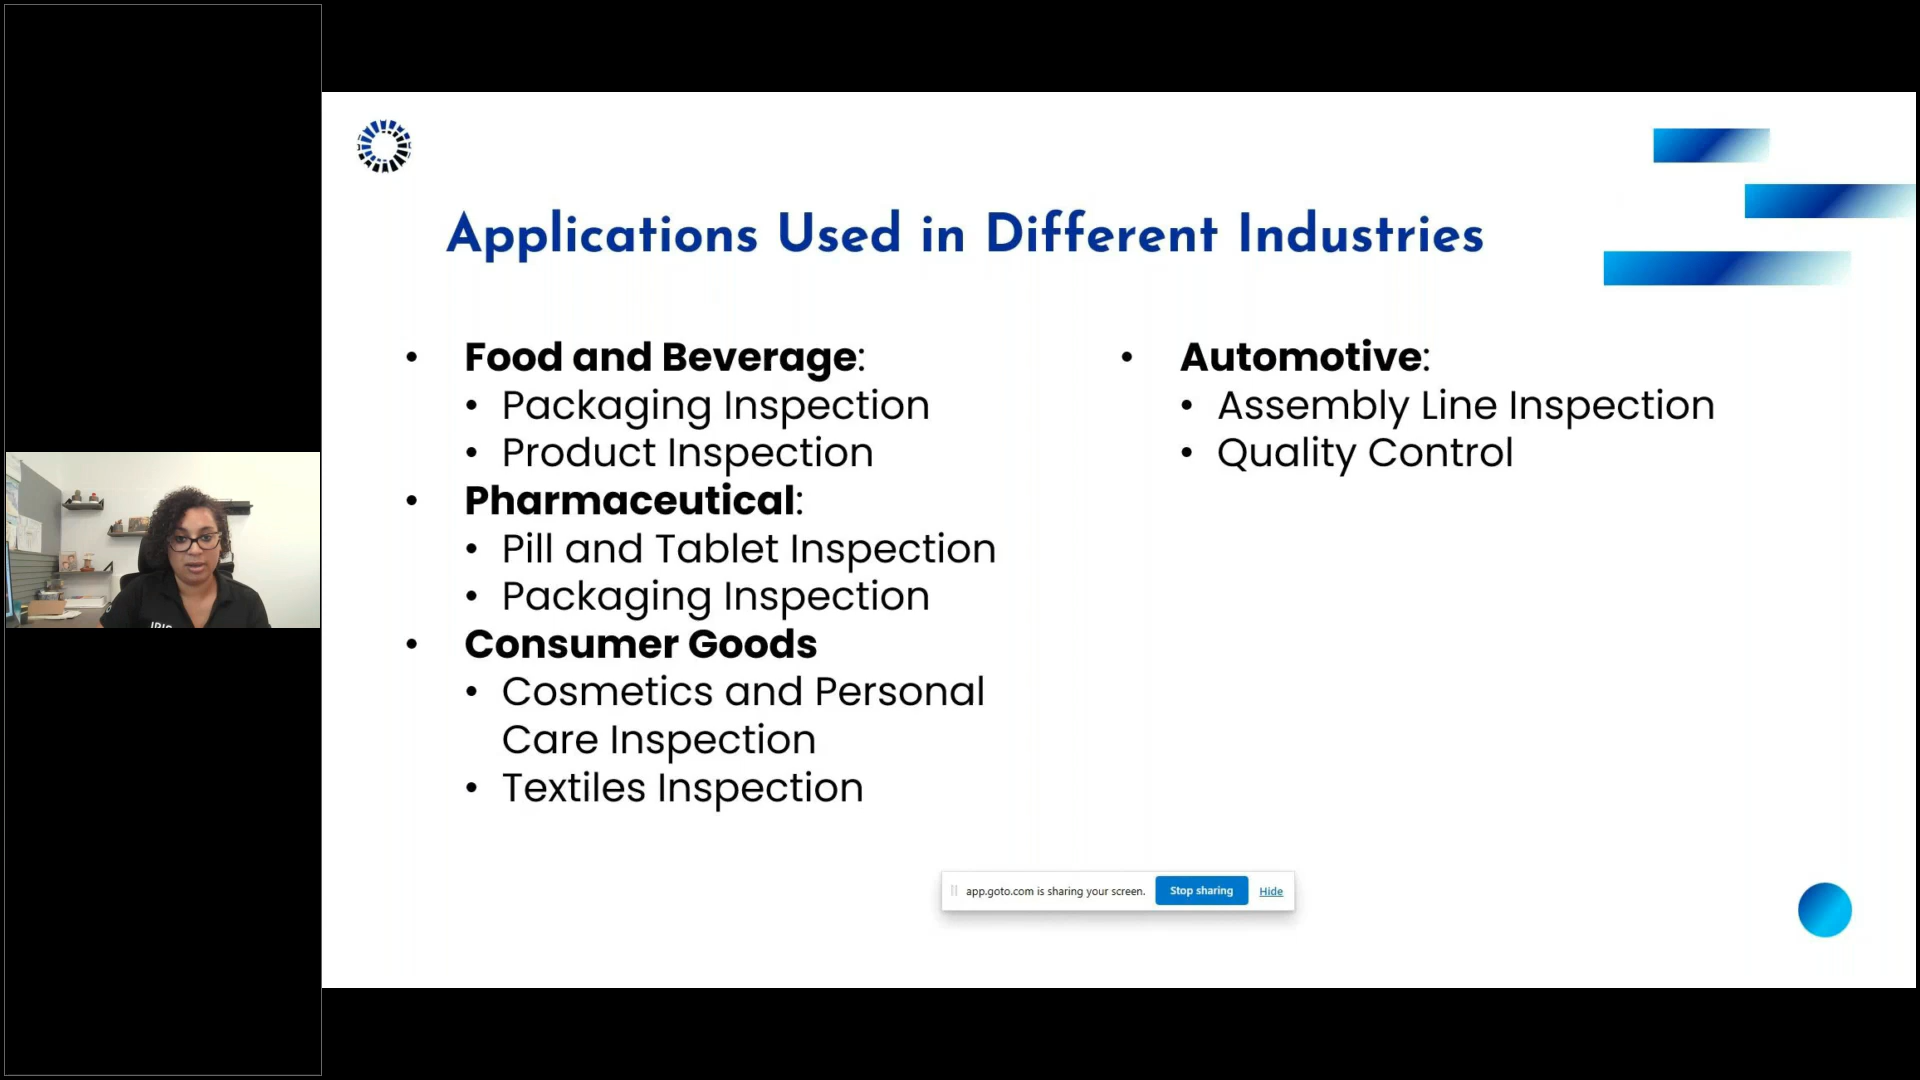 Applications Used in Different Industries
• Food and Beverage:
• Packaging Inspection
• Product Inspection
• Pharmaceutical:
• Pill and Tablet Inspection
• Packaging Inspection
• Consumer Goods
• Cosmetics and Personal
Care Inspection
• Textiles Inspection
• Automotive:
• Assembly Line Inspection
• Quality Control
app.goto.com is sharing your screen. Stop sharing Hide